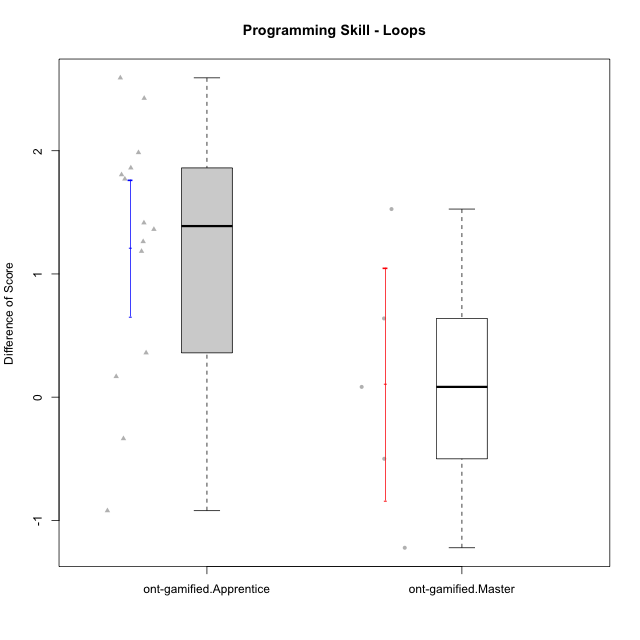 Programming Skill - Loops
Difference of Score
2
1
0
-1
ont-gamified.Apprentice
ont-gamified.Master